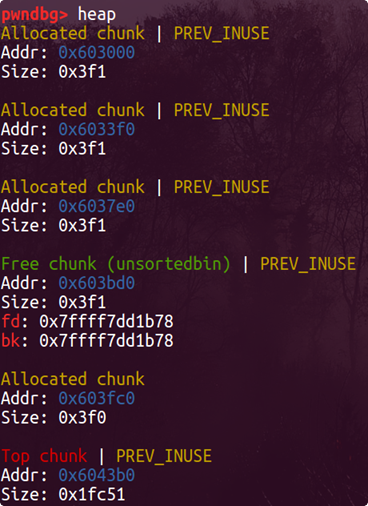 pwndbg> heap
Allocated chunk | PREV_INUSE
Addr: 0x603000
Size: 0x3f1
Allocated chunk | PREV_INUSE
Addr: 0x6033f0
Size: 0x3f1
Allocated chunk | PREV_INUSE
Addr: 0x6037e0
Size: 0x3f1
Free chunk (unsortedbin) | PREV_INUSE
Addr: 0x603bd0
Size: 0x3f1
fd: 0x7ffff7dd1b78
bk: 0x7ffff7dd1b78
Allocated chunk
Addr: 0x603fc0
Size: 0x3f0
Top chunk | PREV_INUSE
Addr: 0x6043b0
Size: 0x1fc51